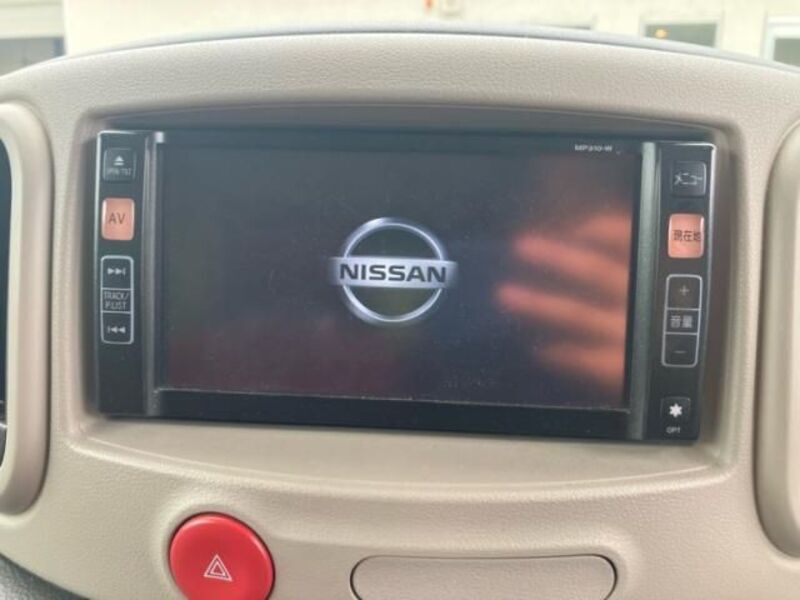 MP310-W
OPEN/TILT
AV
TRACK/
P.LIST
NISSAN
メニュー
現在地
+
音量
-
OPT